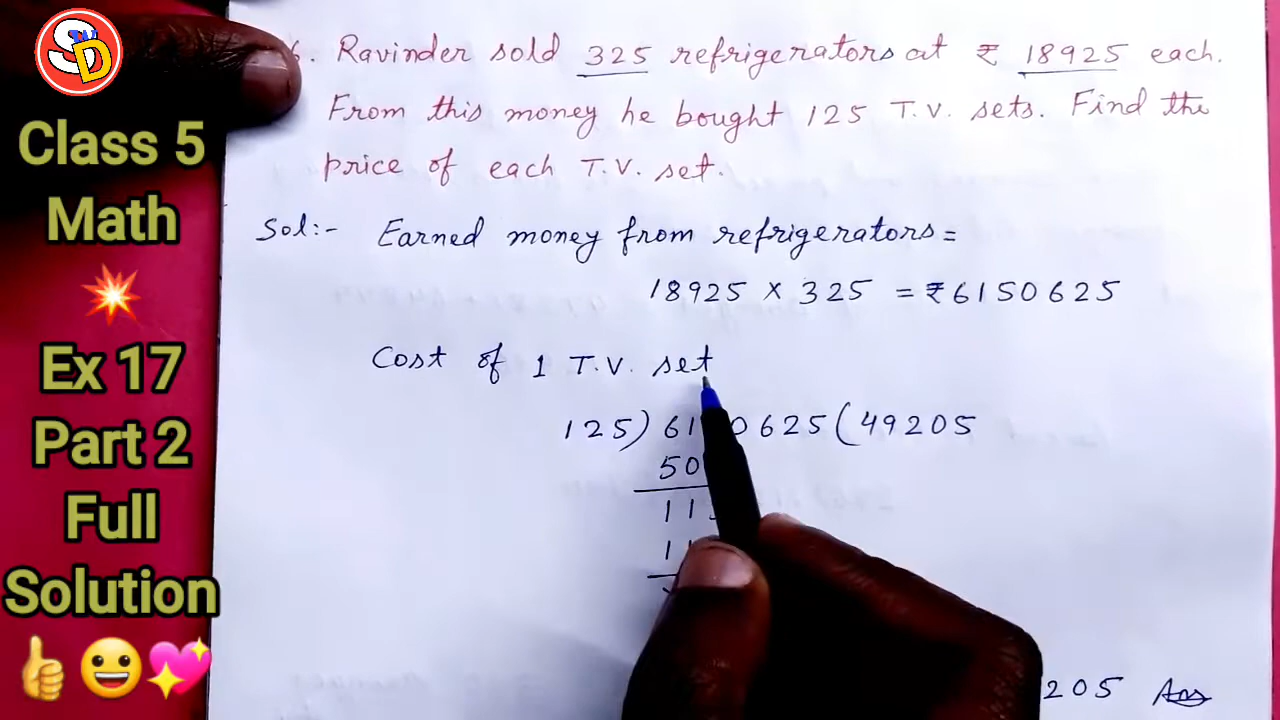 STUD
Class 5
Math
Ex 17
Part 2
Full
Solution
6. Ravinder sold 325 refrigerators at ₹ 18925 each.
From this money he bought 125 T.V. sets. Find the
price of each T.V. set.
Sol:- Earned money from refrigerators =
18925 x 325 = ₹6150625
Cost of 1 T.V. set
125) 61 0625(49205
50
11
1
205 Ans